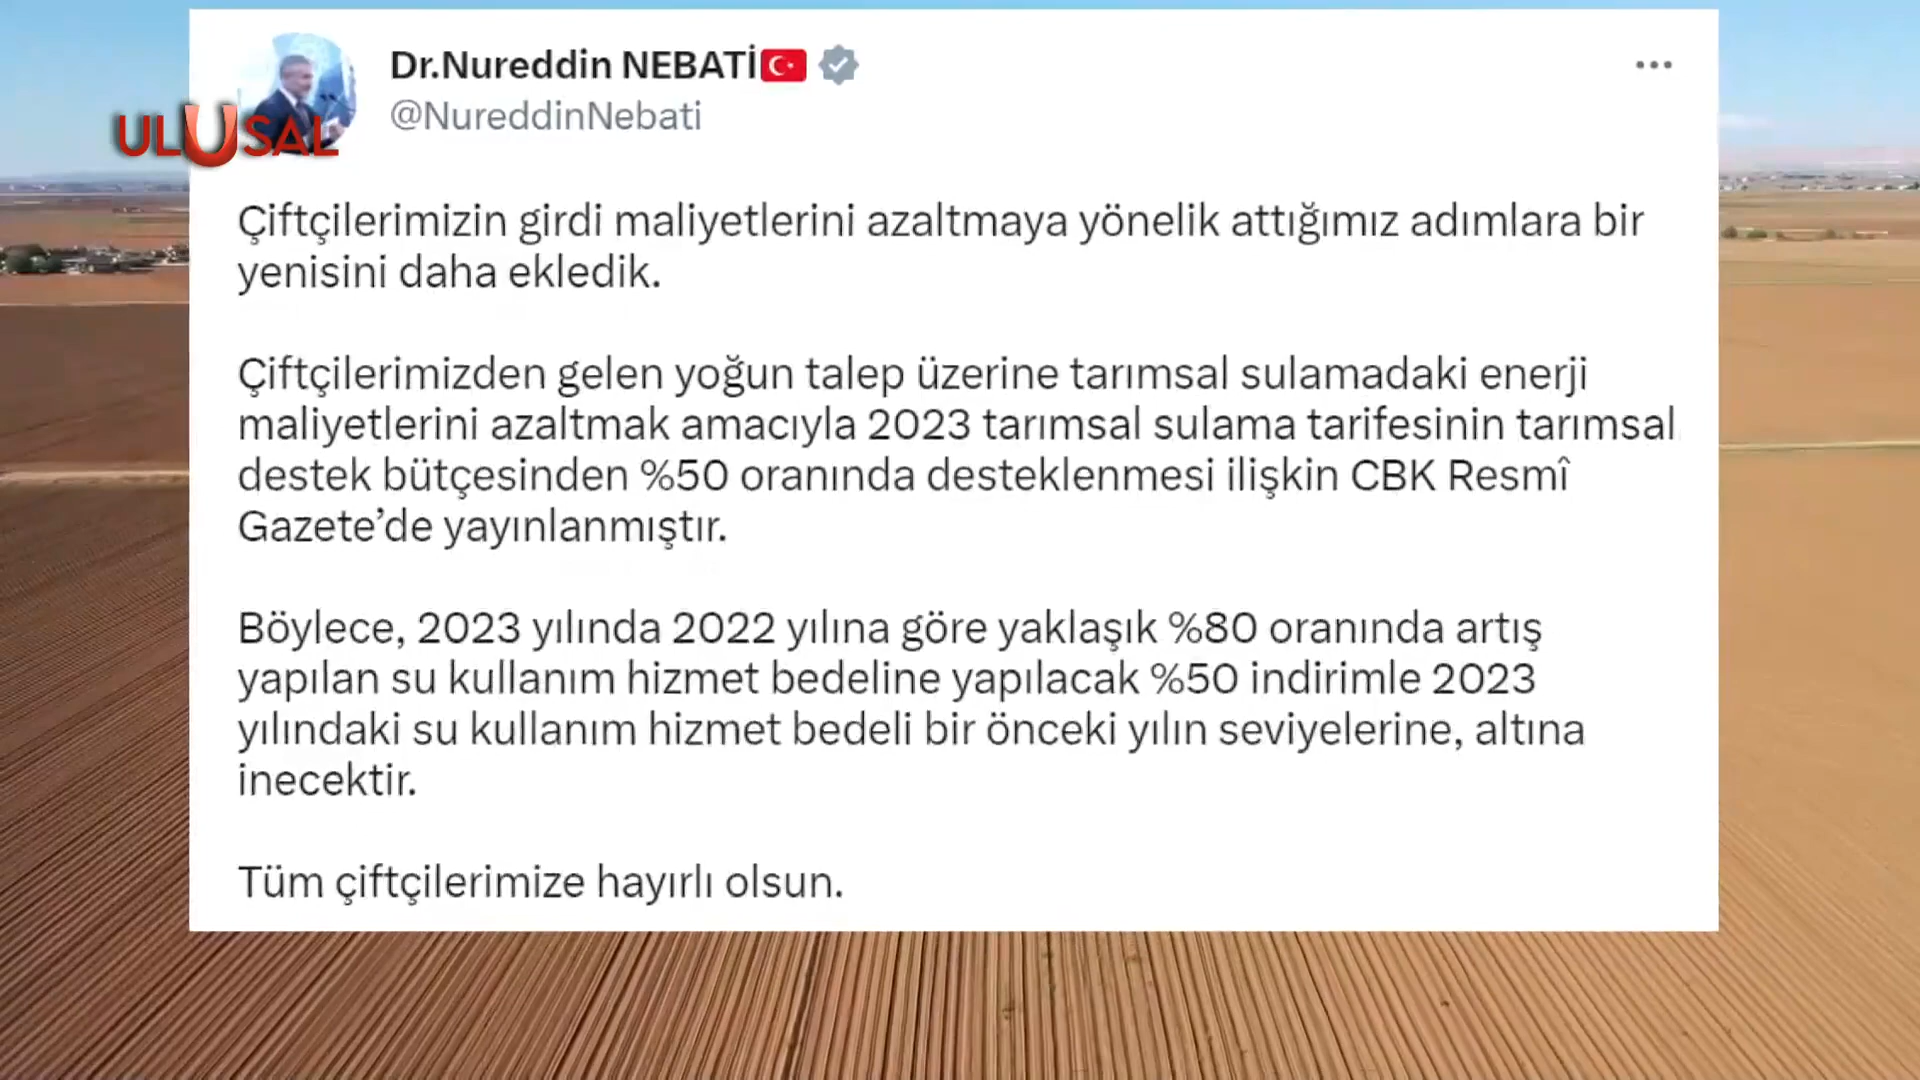 Dr.Nureddin NEBATİ
@NureddinNebati
ULUSAL
Çiftçilerimizin girdi maliyetlerini azaltmaya yönelik attığımız adımlara bir
yenisini daha ekledik.
Çiftçilerimizden gelen yoğun talep üzerine tarımsal sulamadaki enerji
maliyetlerini azaltmak amacıyla 2023 tarımsal sulama tarifesinin tarımsal
destek bütçesinden %50 oranında desteklenmesi ilişkin CBK Resmî
Gazete’de yayınlanmıştır.
Böylece, 2023 yılında 2022 yılına göre yaklaşık %80 oranında artış
yapılan su kullanım hizmet bedeline yapılacak %50 indirimle 2023
yılındaki su kullanım hizmet bedeli bir önceki yılın seviyelerine, altına
inecektir.
Tüm çiftçilerimize hayırlı olsun.